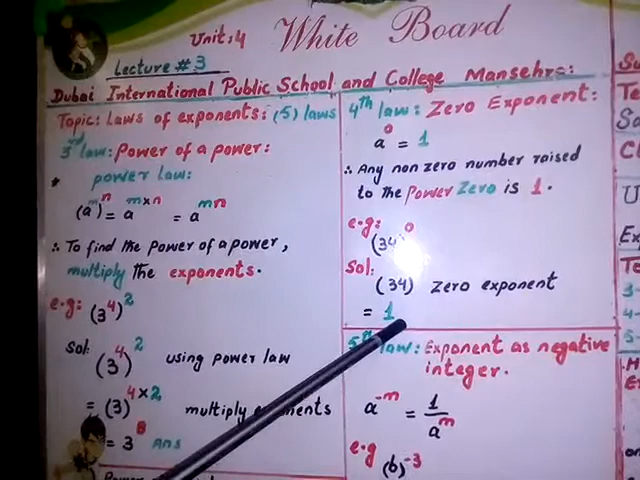 White Board
Unit: 4
Lecture # 3
Dubai International Public School and College Mansehra:
Topic: Laws of exponents: (5) laws
3rd law: Power of a power:
* power law:
(a^m)^n = a^m×n = a^mn
∴ To find the power of a power,
multiply the exponents.
e.g: (3^4)^2
Sol: (3^4)^2 using power law
= (3)^4×2 multiply exponents
= 3^8 Ans
4th law: Zero Exponent:
a^0 = 1
∴ Any non zero number raised
to the Power Zero is 1.
e.g:
(34)^0
Sol:
(34) zero exponent
= 1
5th law: Exponent as negative
integer.
a^-m = 1/a^m
e.g
(6)^-3